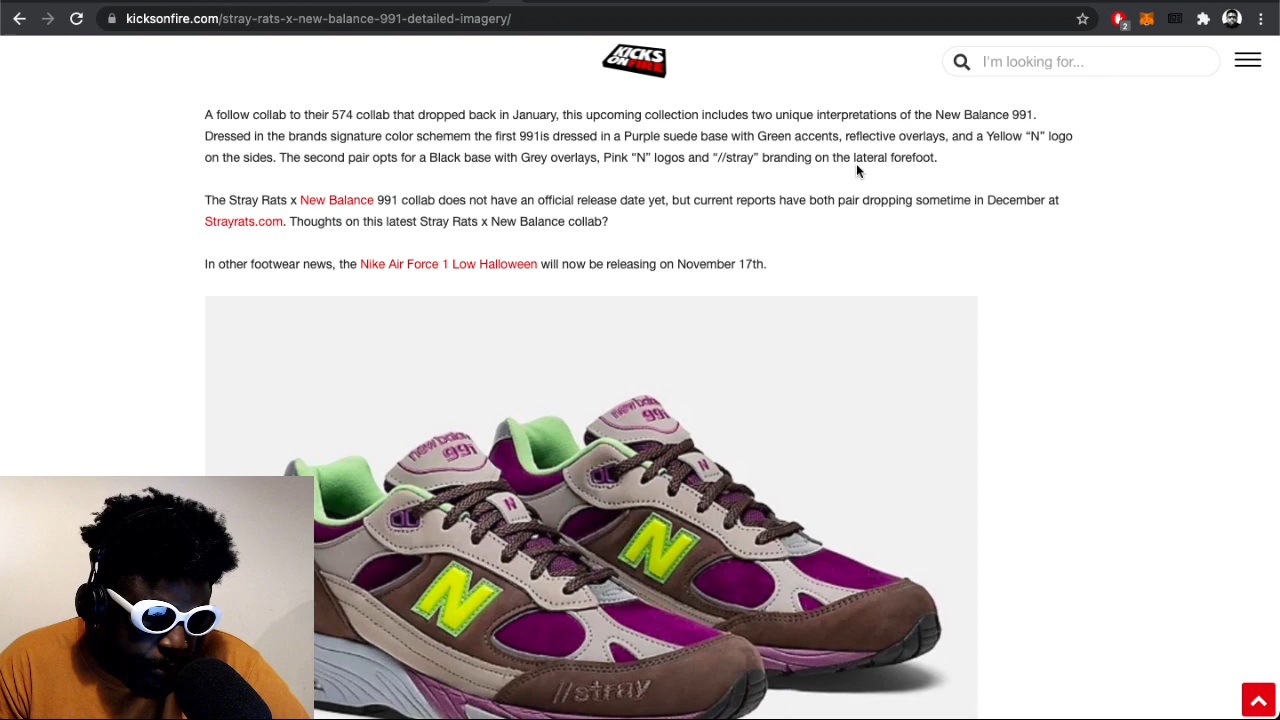 kicksonfire.com/stray-rats-x-new-balance-991-detailed-imagery/
2
KICKS
ONFIRE
I'm looking for...
A follow collab to their 574 collab that dropped back in January, this upcoming collection includes two unique interpretations of the New Balance 991.
Dressed in the brands signature color schemem the first 991is dressed in a Purple suede base with Green accents, reflective overlays, and a Yellow “N” logo
on the sides. The second pair opts for a Black base with Grey overlays, Pink “N” logos and “//stray” branding on the lateral forefoot.
The Stray Rats x New Balance 991 collab does not have an official release date yet, but current reports have both pair dropping sometime in December at
Strayrats.com. Thoughts on this latest Stray Rats x New Balance collab?
In other footwear news, the Nike Air Force 1 Low Halloween will now be releasing on November 17th.
new bala
991
new bala
991
N
N
N
N
//stray